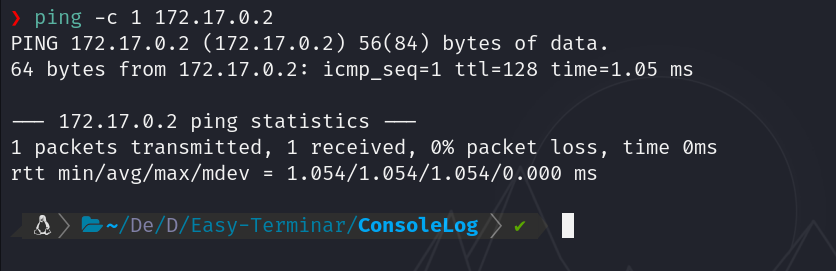 ❯ ping -c 1 172.17.0.2
PING 172.17.0.2 (172.17.0.2) 56(84) bytes of data.
64 bytes from 172.17.0.2: icmp_seq=1 ttl=128 time=1.05 ms
--- 172.17.0.2 ping statistics ---
1 packets transmitted, 1 received, 0% packet loss, time 0ms
rtt min/avg/max/mdev = 1.054/1.054/1.054/0.000 ms
~/De/D/Easy-Terminar/ConsoleLog ✔